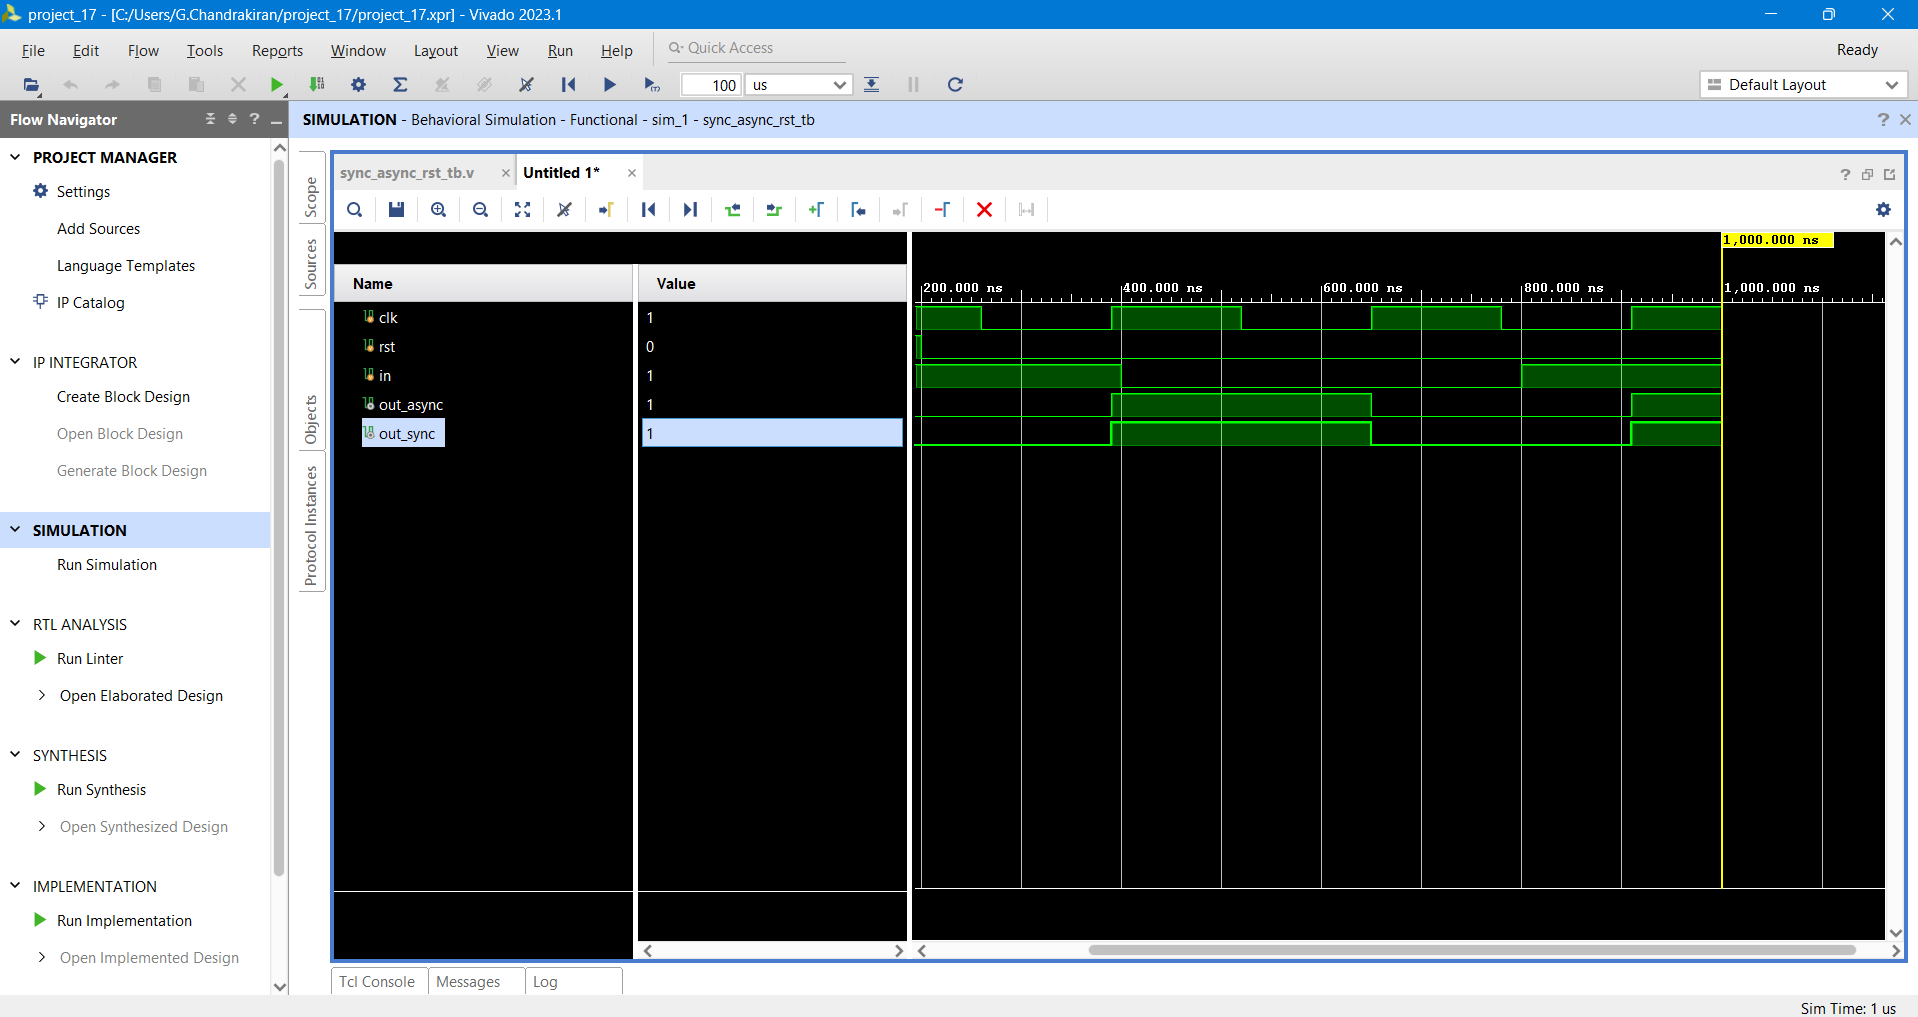 project_17 - [C:/Users/G.Chandrakiran/project_17/project_17.xpr] - Vivado 2023.1
File Edit Flow Tools Reports Window Layout View Run Help Quick Access Ready
100 us Default Layout
Flow Navigator
SIMULATION - Behavioral Simulation - Functional - sim_1 - sync_async_rst_tb
PROJECT MANAGER
Settings
Add Sources
Language Templates
IP Catalog
IP INTEGRATOR
Create Block Design
Open Block Design
Generate Block Design
SIMULATION
Run Simulation
RTL ANALYSIS
Run Linter
Open Elaborated Design
SYNTHESIS
Run Synthesis
Open Synthesized Design
IMPLEMENTATION
Run Implementation
Open Implemented Design
Scope
Sources
Objects
Protocol Instances
sync_async_rst_tb.v Untitled 1*
1,000.000 ns
Name Value
200.000 ns 400.000 ns 600.000 ns 800.000 ns 1,000.000 ns
clk 1
rst 0
in 1
out_async 1
out_sync 1
Tcl Console Messages Log
Sim Time: 1 us